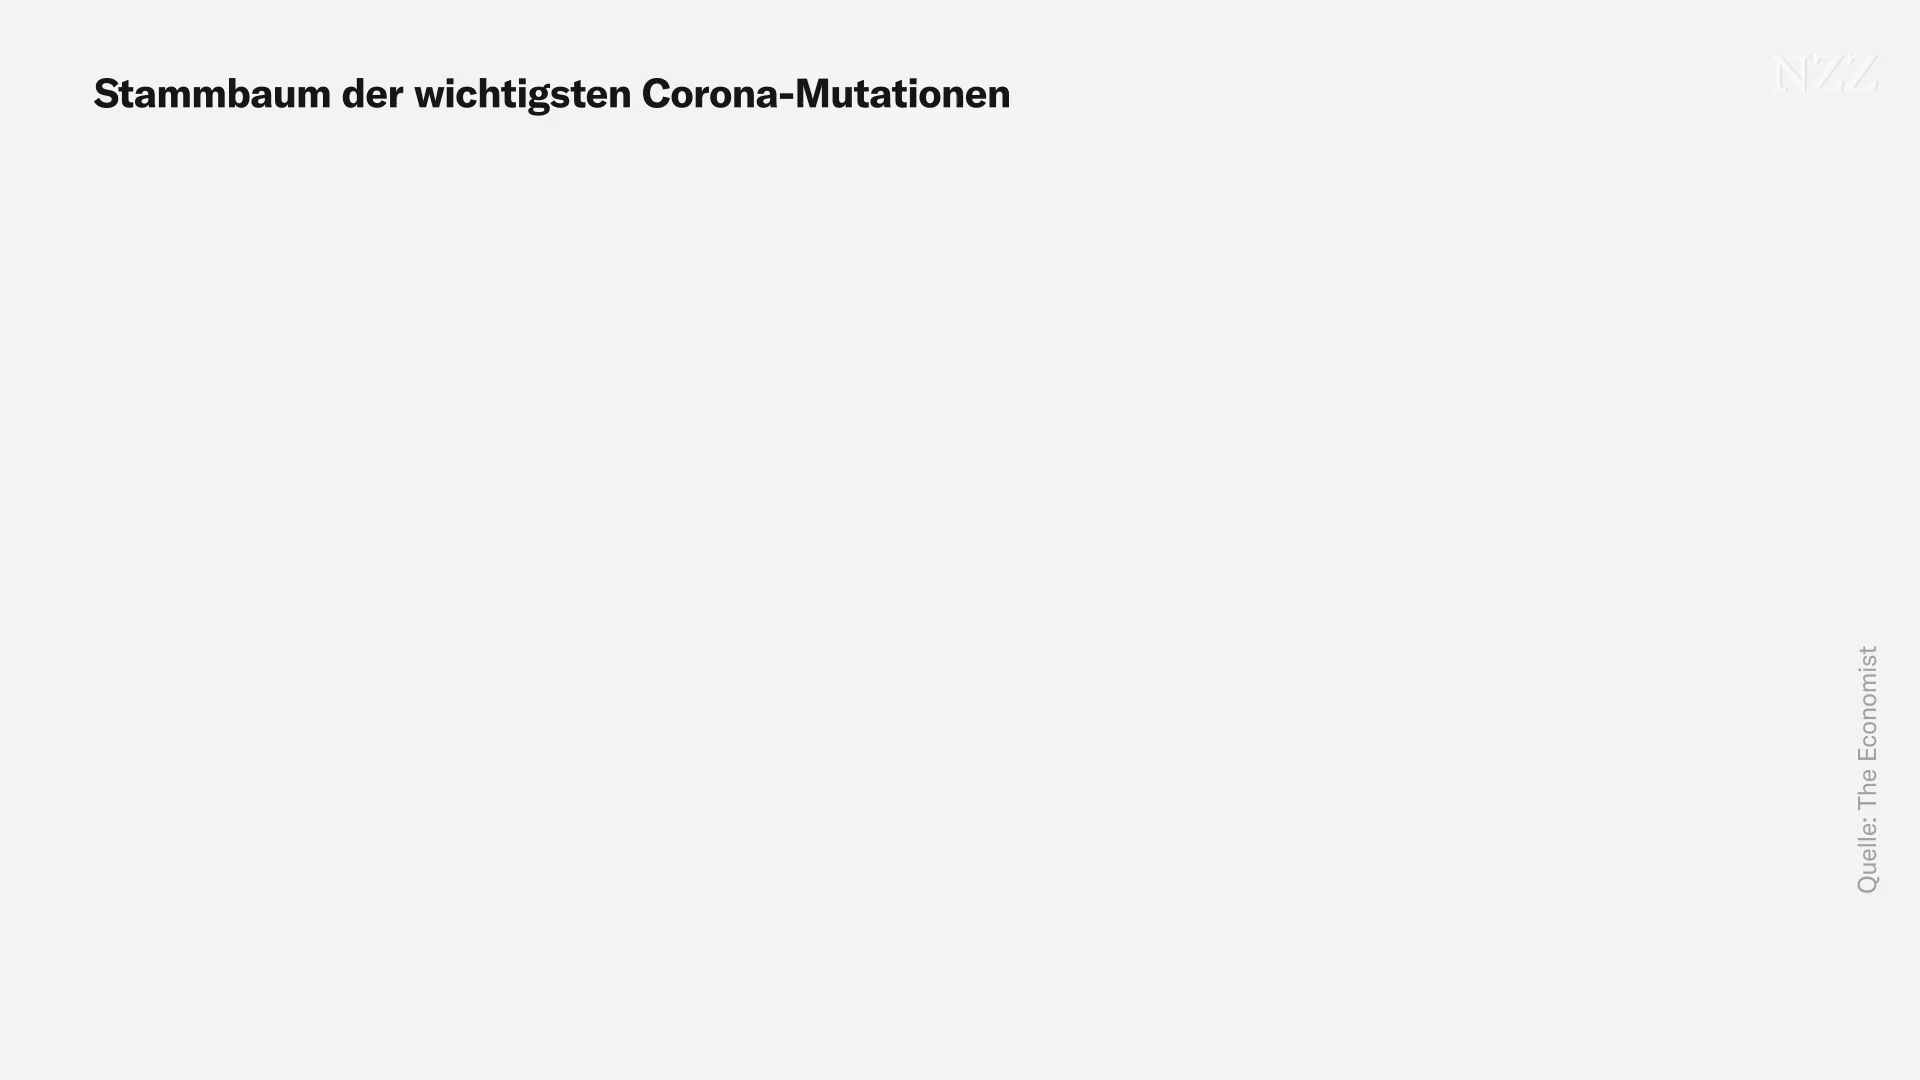 Stammbaum der wichtigsten Corona-Mutationen
NZZ
Quelle: The Economist